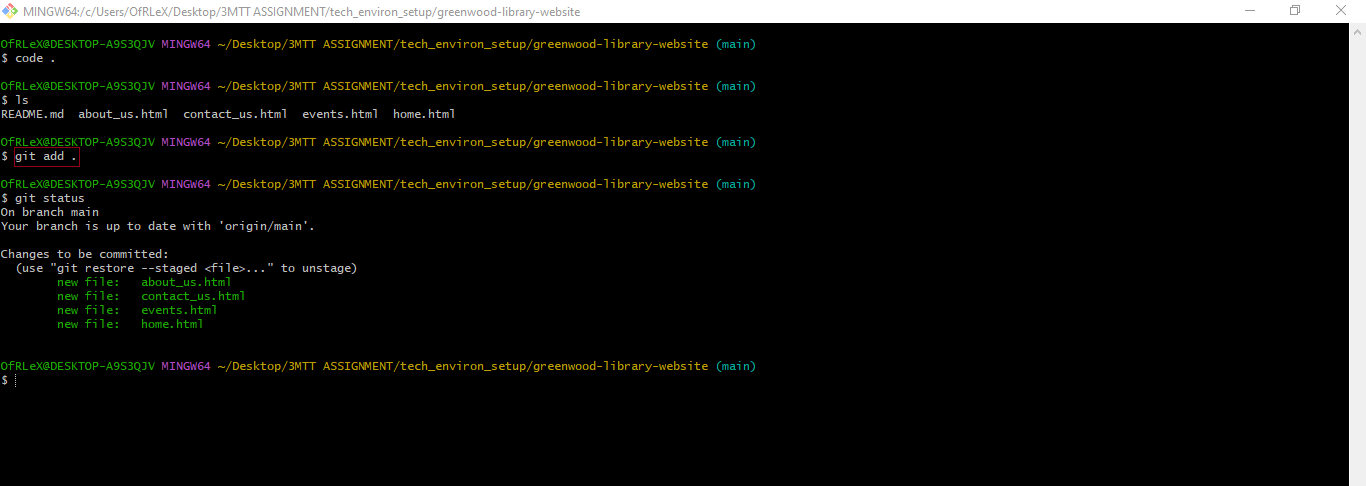 MINGW64:/c/Users/OfRLeX/Desktop/3MTT ASSIGNMENT/tech_environ_setup/greenwood-library-website
OfRLeX@DESKTOP-A9S3QJV MINGW64 ~/Desktop/3MTT ASSIGNMENT/tech_environ_setup/greenwood-library-website (main)
$ code .
OfRLeX@DESKTOP-A9S3QJV MINGW64 ~/Desktop/3MTT ASSIGNMENT/tech_environ_setup/greenwood-library-website (main)
$ ls
README.md  about_us.html  contact_us.html  events.html  home.html
OfRLeX@DESKTOP-A9S3QJV MINGW64 ~/Desktop/3MTT ASSIGNMENT/tech_environ_setup/greenwood-library-website (main)
$ git add .
OfRLeX@DESKTOP-A9S3QJV MINGW64 ~/Desktop/3MTT ASSIGNMENT/tech_environ_setup/greenwood-library-website (main)
$ git status
On branch main
Your branch is up to date with 'origin/main'.
Changes to be committed:
  (use "git restore --staged <file>..." to unstage)
        new file:   about_us.html
        new file:   contact_us.html
        new file:   events.html
        new file:   home.html
OfRLeX@DESKTOP-A9S3QJV MINGW64 ~/Desktop/3MTT ASSIGNMENT/tech_environ_setup/greenwood-library-website (main)
$